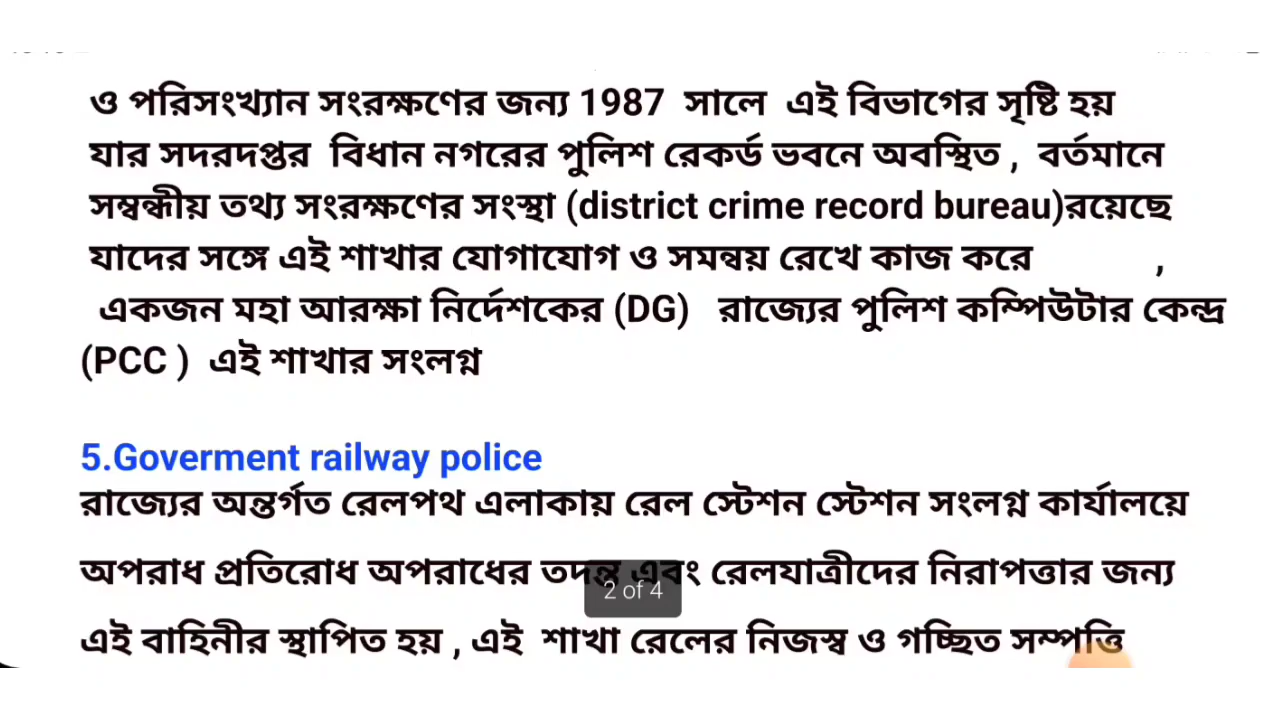 ও পরিসংখ্যান সংরক্ষণের জন্য 1987 সালে এই বিভাগের সৃষ্টি হয়
যার সদরদপ্তর বিধান নগরের পুলিশ রেকর্ড ভবনে অবস্থিত , বর্তমানে
সম্বন্ধীয় তথ্য সংরক্ষণের সংস্থা (district crime record bureau)রয়েছে
যাদের সঙ্গে এই শাখার যোগাযোগ ও সমন্বয় রেখে কাজ করে ,
একজন মহা আরক্ষা নির্দেশকের (DG) রাজ্যের পুলিশ কম্পিউটার কেন্দ্র
(PCC ) এই শাখার সংলগ্ন
5.Goverment railway police
রাজ্যের অন্তর্গত রেলপথ এলাকায় রেল স্টেশন স্টেশন সংলগ্ন কার্যালয়ে
অপরাধ প্রতিরোধ অপরাধের তদন্ত এবং রেলযাত্রীদের নিরাপত্তার জন্য
2 of 4
এই বাহিনীর স্থাপিত হয় , এই শাখা রেলের নিজস্ব ও গচ্ছিত সম্পত্তি